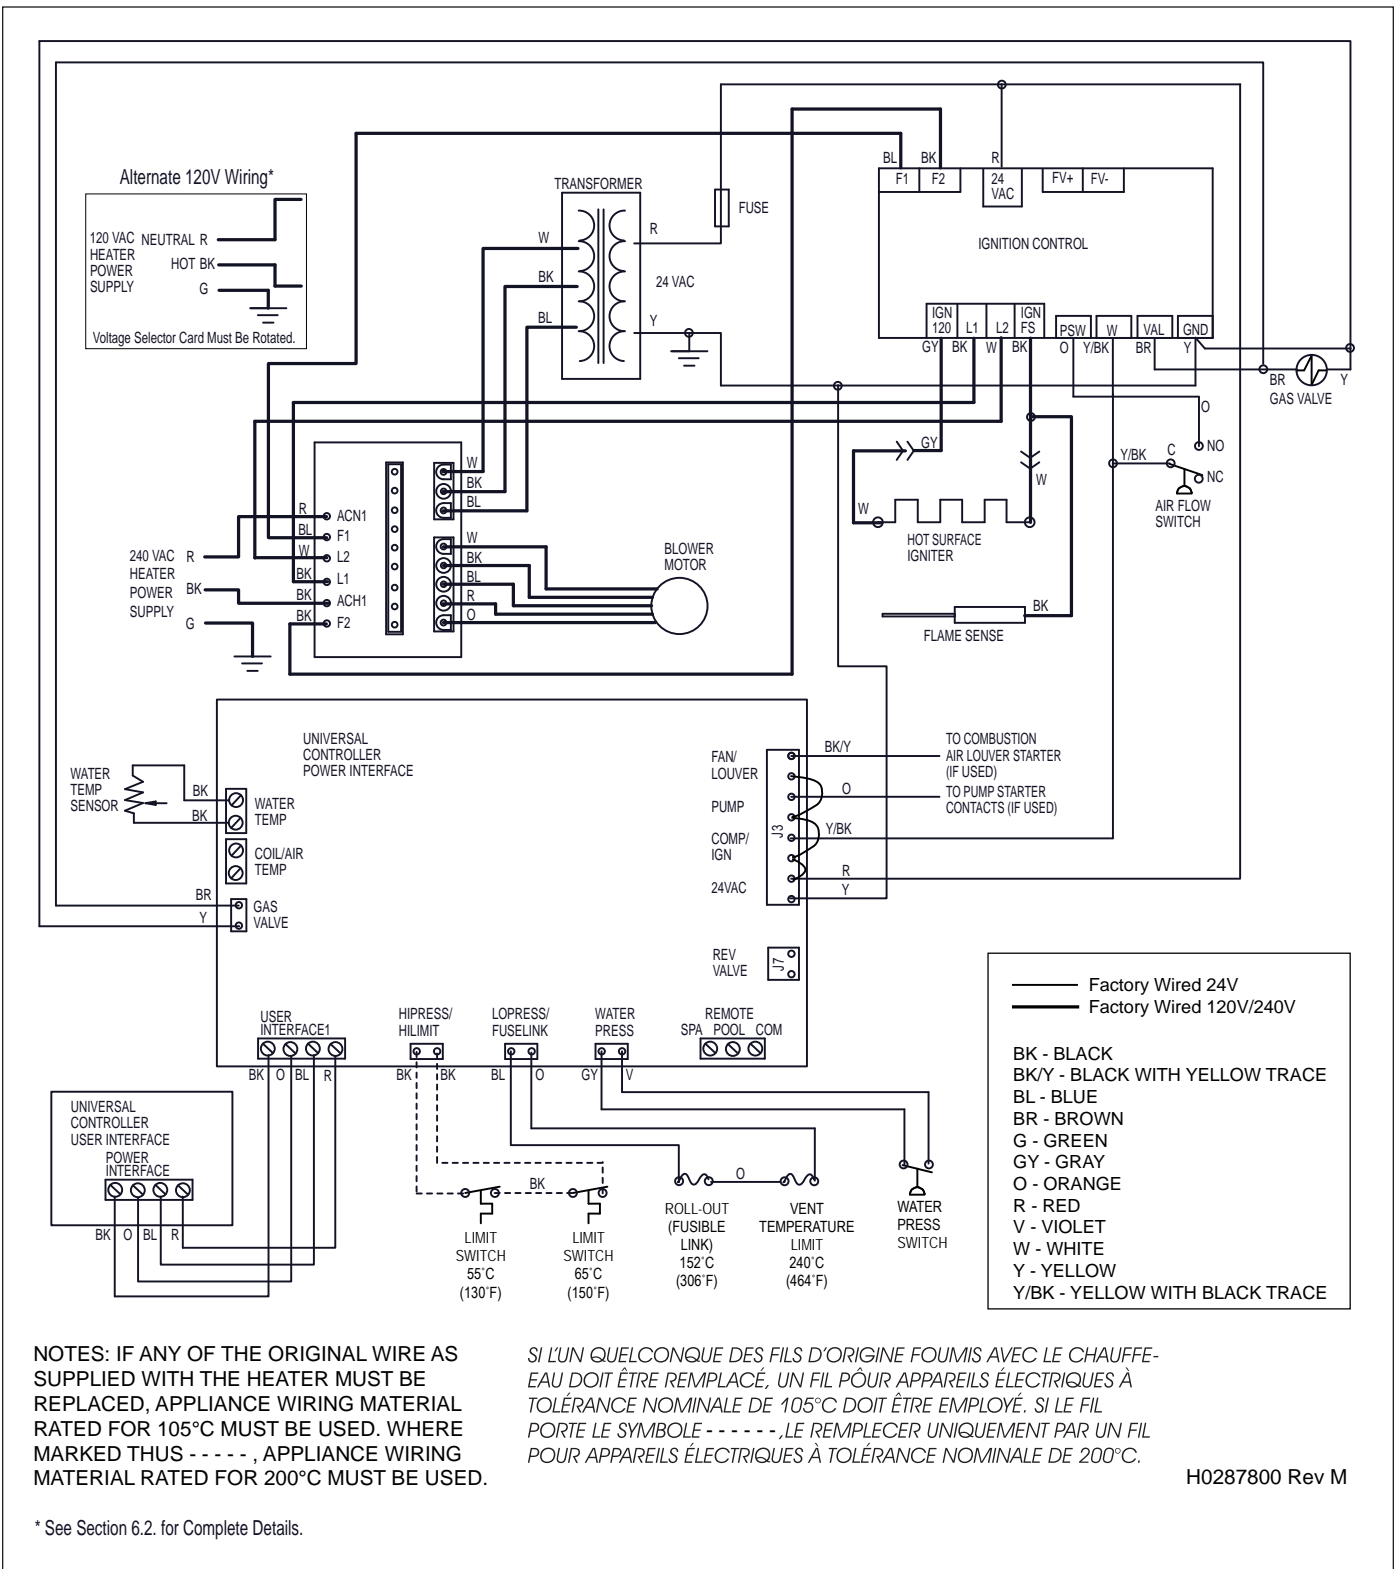 BL
BK
R
F1
F2
24
VAC
FV+
FV-
IGNITION CONTROL
IGN
120
L1
L2
IGN
FS
PSW
W
VAL
GND
GY
BK
W
BK
O
Y/BK
BR
Y
Alternate 120V Wiring*
120 VAC
HEATER
POWER
SUPPLY
NEUTRAL R
HOT BK
G
Voltage Selector Card Must Be Rotated.
TRANSFORMER
W
BK
BL
R
24 VAC
Y
FUSE
BR
Y
GAS VALVE
O
NO
C
Y/BK
NC
AIR FLOW
SWITCH
GY
W
W
HOT SURFACE
IGNITER
BK
FLAME SENSE
240 VAC
HEATER
POWER
SUPPLY
R
BK
G
R
BL
W
BK
BK
BK
ACN1
F1
L2
L1
ACH1
F2
W
BK
BL
W
BK
BL
R
O
BLOWER
MOTOR
UNIVERSAL
CONTROLLER
POWER INTERFACE
WATER
TEMP
SENSOR
BK
BK
WATER
TEMP
COIL/AIR
TEMP
BR
Y
GAS
VALVE
FAN/
LOUVER
PUMP
COMP/
IGN
24VAC
J3
BK/Y
O
Y/BK
R
Y
TO COMBUSTION
AIR LOUVER STARTER
(IF USED)
TO PUMP STARTER
CONTACTS (IF USED)
REV
VALVE
J7
USER
INTERFACE1
HIPRESS/
HILIMIT
LOPRESS/
FUSELINK
WATER
PRESS
REMOTE
SPA POOL COM
BK
O
BL
R
BK
BK
BL
O
GY
V
UNIVERSAL
CONTROLLER
USER INTERFACE
POWER
INTERFACE
BK
O
BL
R
BK
LIMIT
SWITCH
55˚C
(130˚F)
LIMIT
SWITCH
65˚C
(150˚F)
O
ROLL-OUT
(FUSIBLE
LINK)
152˚C
(306˚F)
VENT
TEMPERATURE
LIMIT
240˚C
(464˚F)
WATER
PRESS
SWITCH
Factory Wired 24V
Factory Wired 120V/240V
BK - BLACK
BK/Y - BLACK WITH YELLOW TRACE
BL - BLUE
BR - BROWN
G - GREEN
GY - GRAY
O - ORANGE
R - RED
V - VIOLET
W - WHITE
Y - YELLOW
Y/BK - YELLOW WITH BLACK TRACE
NOTES: IF ANY OF THE ORIGINAL WIRE AS
SUPPLIED WITH THE HEATER MUST BE
REPLACED, APPLIANCE WIRING MATERIAL
RATED FOR 105°C MUST BE USED. WHERE
MARKED THUS - - - - - , APPLIANCE WIRING
MATERIAL RATED FOR 200°C MUST BE USED.
SI L'UN QUELCONQUE DES FILS D'ORIGINE FOUMIS AVEC LE CHAUFFE-
EAU DOIT ÊTRE REMPLACÉ, UN FIL PÔUR APPAREILS ÉLECTRIQUES À
TOLÉRANCE NOMINALE DE 105°C DOIT ÊTRE EMPLOYÉ. SI LE FIL
PORTE LE SYMBOLE - - - - - - ,LE REMPLECER UNIQUEMENT PAR UN FIL
POUR APPAREILS ÉLECTRIQUES À TOLÉRANCE NOMINALE DE 200°C.
H0287800 Rev M
* See Section 6.2. for Complete Details.